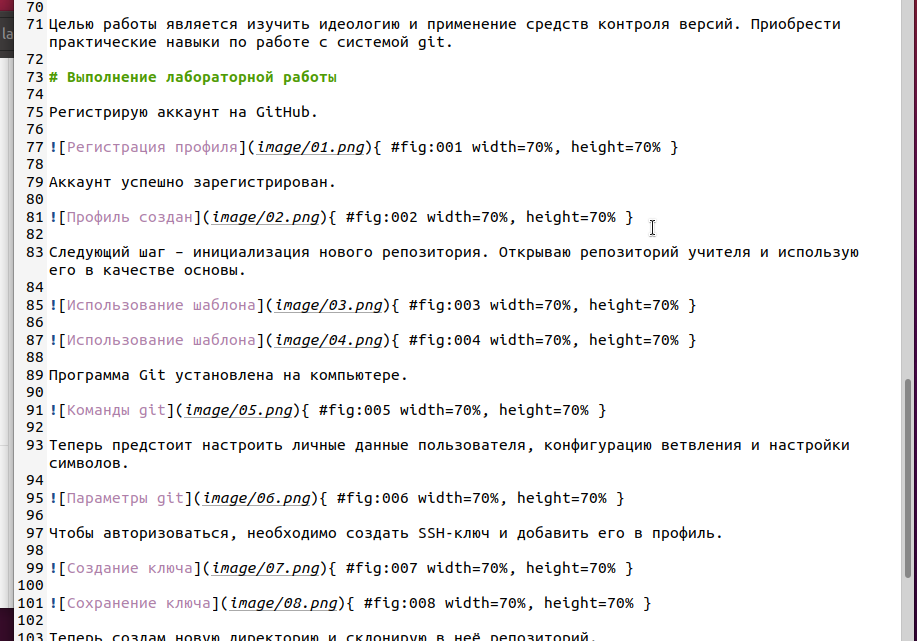 la
70
71 Целью работы является изучить идеологию и применение средств контроля версий. Приобрести
практические навыки по работе с системой git.
72
73 # Выполнение лабораторной работы
74
75 Регистрирую аккаунт на GitHub.
76
77 ![Регистрация профиля](image/01.png){ #fig:001 width=70%, height=70% }
78
79 Аккаунт успешно зарегистрирован.
80
81 ![Профиль создан](image/02.png){ #fig:002 width=70%, height=70% }
82
83 Следующий шаг – инициализация нового репозитория. Открываю репозиторий учителя и использую
его в качестве основы.
84
85 ![Использование шаблона](image/03.png){ #fig:003 width=70%, height=70% }
86
87 ![Использование шаблона](image/04.png){ #fig:004 width=70%, height=70% }
88
89 Программа Git установлена на компьютере.
90
91 ![Команды git](image/05.png){ #fig:005 width=70%, height=70% }
92
93 Теперь предстоит настроить личные данные пользователя, конфигурацию ветвления и настройки
символов.
94
95 ![Параметры git](image/06.png){ #fig:006 width=70%, height=70% }
96
97 Чтобы авторизоваться, необходимо создать SSH-ключ и добавить его в профиль.
98
99 ![Создание ключа](image/07.png){ #fig:007 width=70%, height=70% }
100
101 ![Сохранение ключа](image/08.png){ #fig:008 width=70%, height=70% }
102
103 Теперь создам новую директорию и склонирую в неё репозиторий.